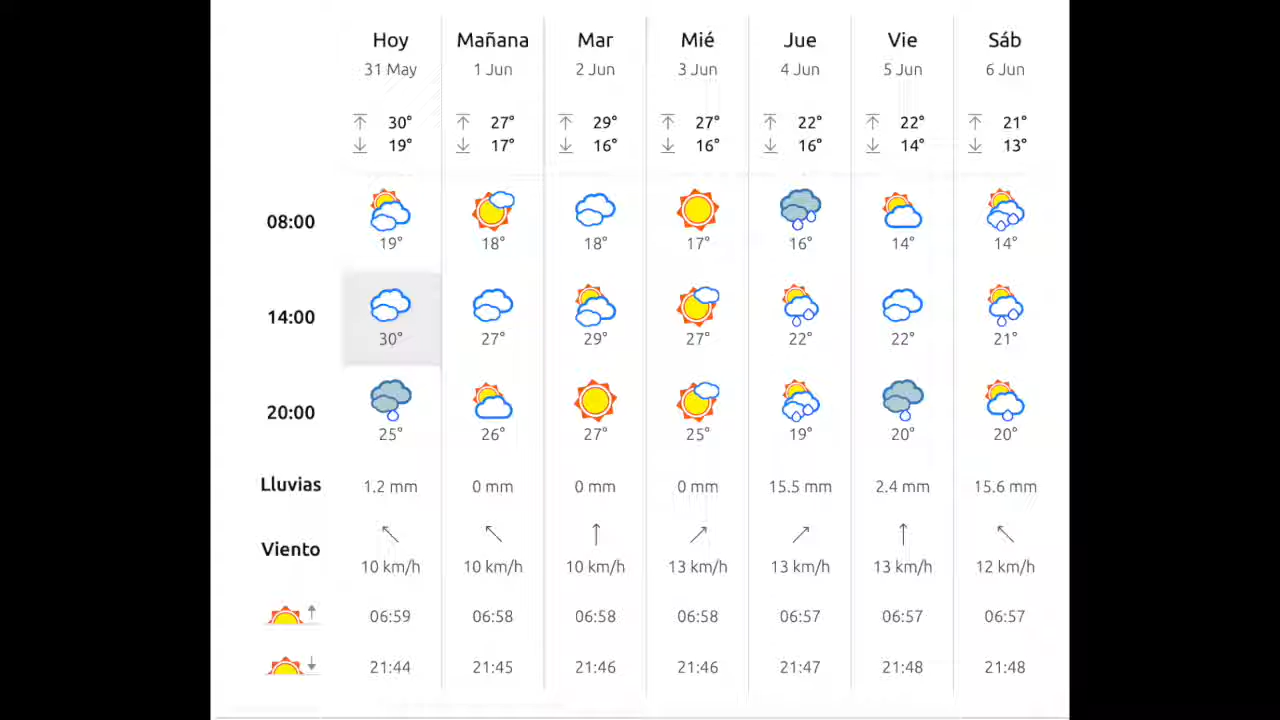 Hoy Mañana Mar Mié Jue Vie Sáb
31 May 1 Jun 2 Jun 3 Jun 4 Jun 5 Jun 6 Jun
30° 27° 29° 27° 22° 22° 21°
19° 17° 16° 16° 16° 14° 13°
08:00
19° 18° 18° 17° 16° 14° 14°
14:00
30° 27° 29° 27° 22° 22° 21°
20:00
25° 26° 27° 25° 19° 20° 20°
Lluvias 1.2 mm 0 mm 0 mm 0 mm 15.5 mm 2.4 mm 15.6 mm
Viento
10 km/h 10 km/h 10 km/h 13 km/h 13 km/h 13 km/h 12 km/h
06:59 06:58 06:58 06:58 06:57 06:57 06:57
21:44 21:45 21:46 21:46 21:47 21:48 21:48